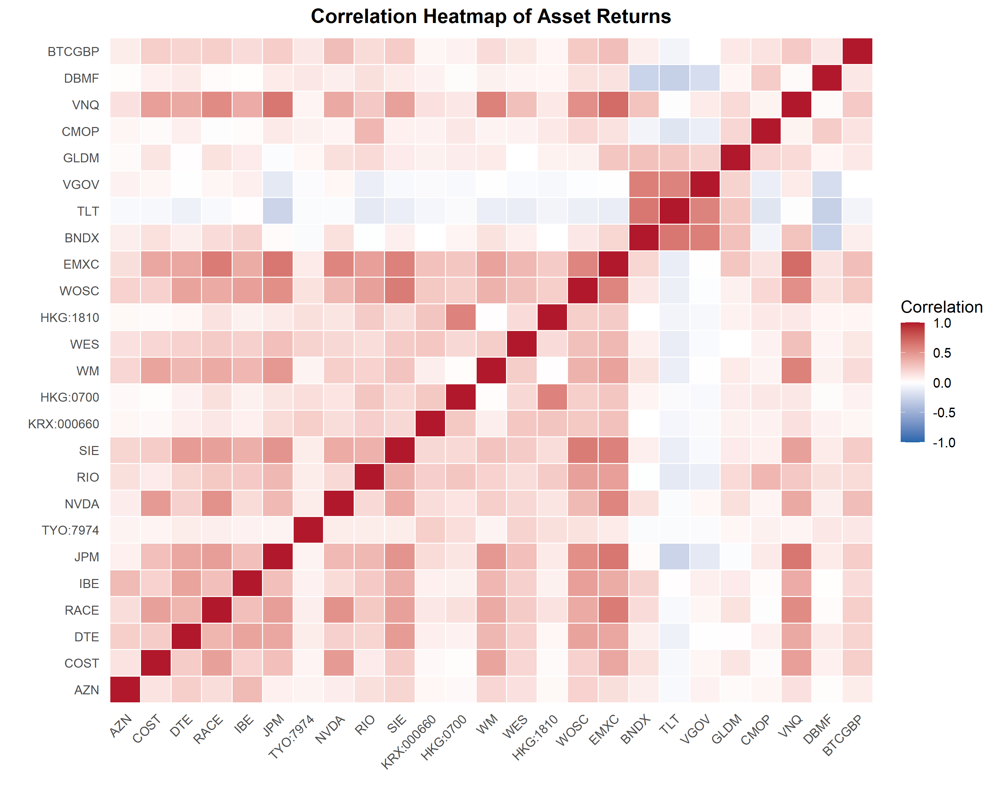 Correlation Heatmap of Asset Returns
BTCGBP
DBMF
VNQ
CMOP
GLDM
VGOV
TLT
BNDX
EMXC
WOSC
HKG:1810
WES
WM
HKG:0700
KRX:000660
SIE
RIO
NVDA
TYO:7974
JPM
IBE
RACE
DTE
COST
AZN
AZN COST DTE RACE IBE JPM TYO:7974 NVDA RIO SIE KRX:000660 HKG:0700 WM WES HKG:1810 WOSC EMXC BNDX TLT VGOV GLDM CMOP VNQ DBMF BTCGBP
Correlation
1.0
0.5
0.0
-0.5
-1.0